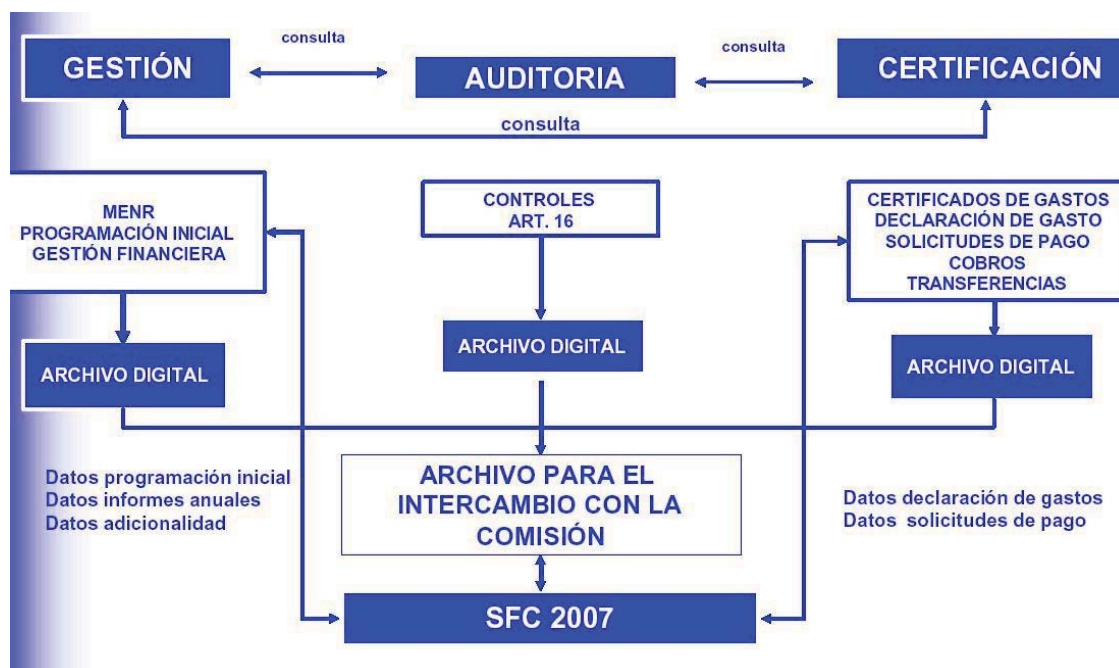 consulta
consulta
GESTIÓN
AUDITORIA
CERTIFICACIÓN
consulta
MENR
PROGRAMACIÓN INICIAL
GESTIÓN FINANCIERA
CONTROLES
ART. 16
CERTIFICADOS DE GASTOS
DECLARACIÓN DE GASTO
SOLICITUDES DE PAGO
COBROS
TRANSFERENCIAS
ARCHIVO DIGITAL
ARCHIVO DIGITAL
ARCHIVO DIGITAL
Datos programación inicial
Datos informes anuales
Datos adicionalidad
ARCHIVO PARA EL
INTERCAMBIO CON LA
COMISIÓN
Datos declaración de gastos
Datos solicitudes de pago
SFC 2007